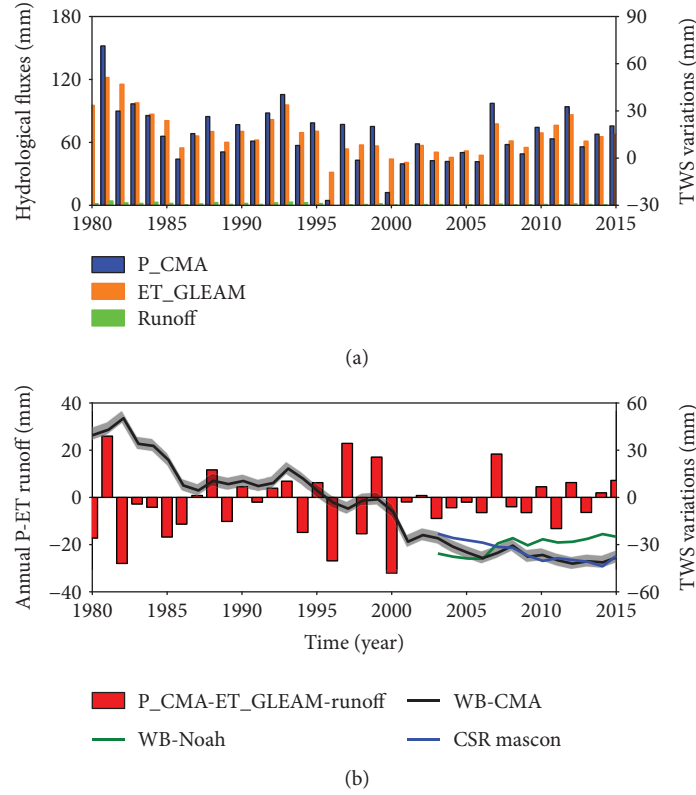 Hydrological fluxes (mm)
180
120
60
0
90
60
30
0
−30
TWS variations (mm)
1980 1985 1990 1995 2000 2005 2010 2015
P_CMA
ET_GLEAM
Runoff
(a)
Annual P-ET runoff (mm)
40
20
0
−20
−40
60
30
0
−30
−60
TWS variations (mm)
1980 1985 1990 1995 2000 2005 2010 2015
Time (year)
P_CMA-ET_GLEAM-runoff
WB-CMA
WB-Noah
CSR mascon
(b)